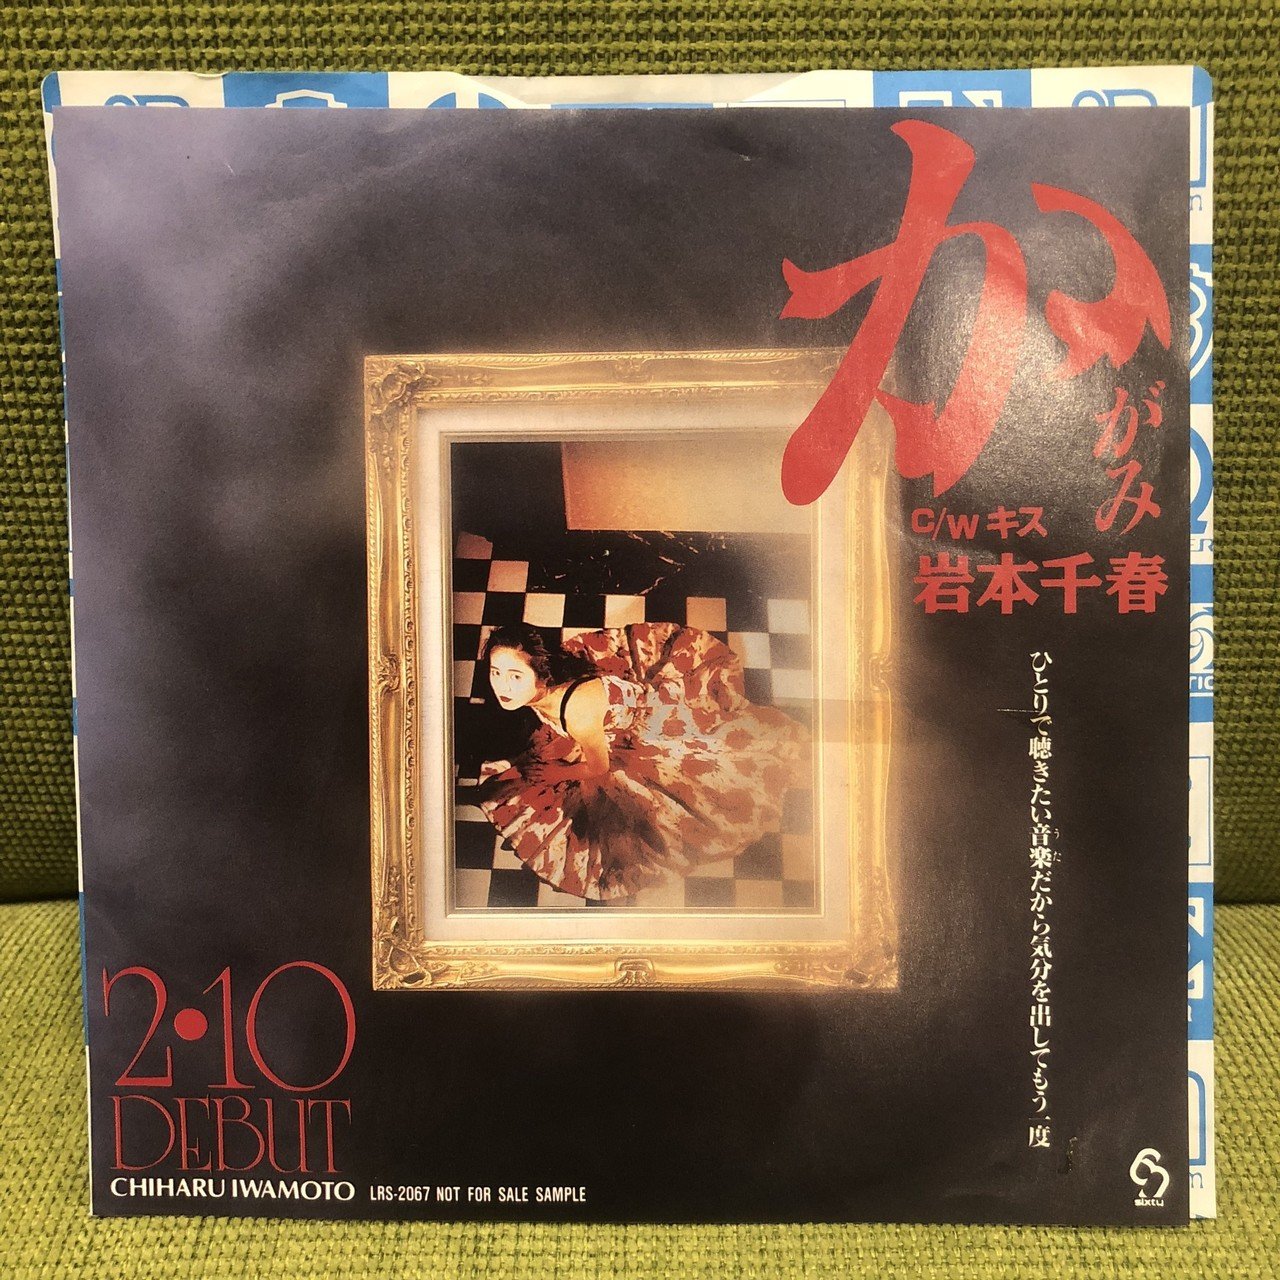 かがみ
c/w キス
岩本千春
ひとりで聴きたい音楽だから気分を出してもう一度
うた
2・10
DEBUT
CHIHARU IWAMOTO
LRS-2067 NOT FOR SALE SAMPLE
sixty